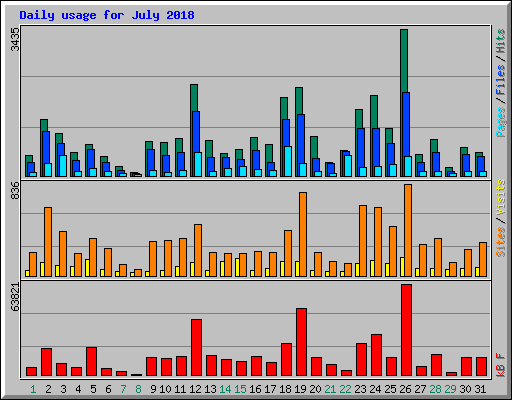 Daily usage for July 2018
3435
Pages / Files / Hits
836
Sites / Visits
63821
kB F
1 2 3 4 5 6 7 8 9 10 11 12 13 14 15 16 17 18 19 20 21 22 23 24 25 26 27 28 29 30 31